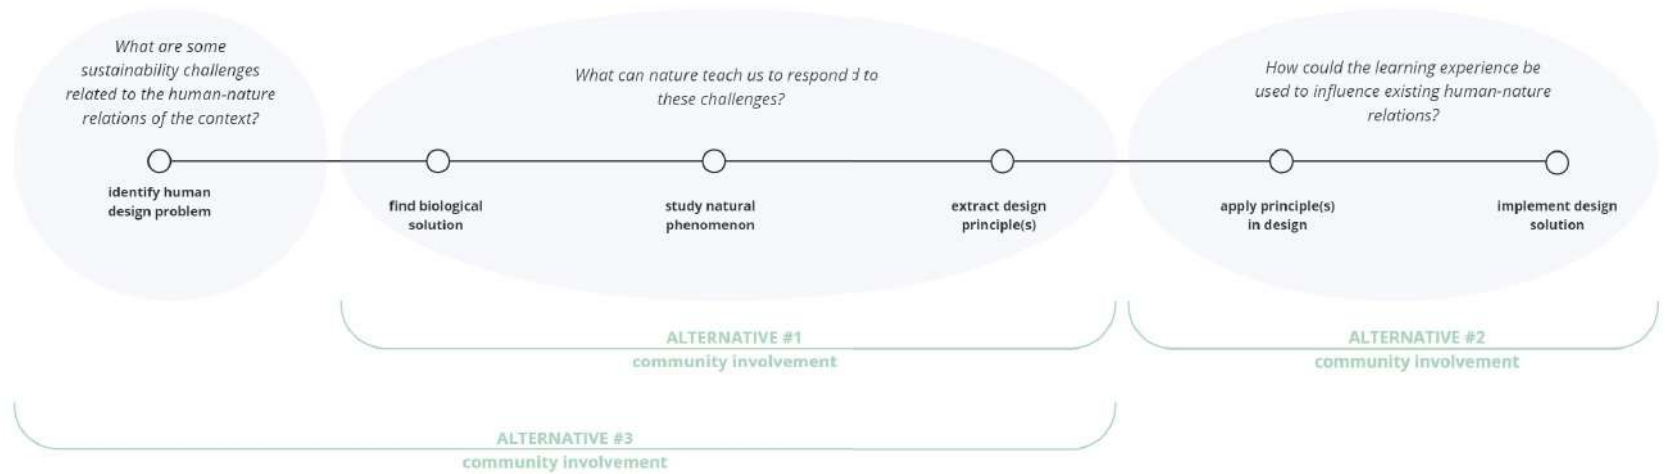 What are some
sustainability challenges
related to the human-nature
relations of the context?
What can nature teach us to respond d to
these challenges?
How could the learning experience be
used to influence existing human-nature
relations?
identify human
design problem
find biological
solution
study natural
phenomenon
extract design
principle(s)
apply principle(s)
in design
implement design
solution
ALTERNATIVE #1
community involvement
ALTERNATIVE #2
community involvement
ALTERNATIVE #3
community involvement